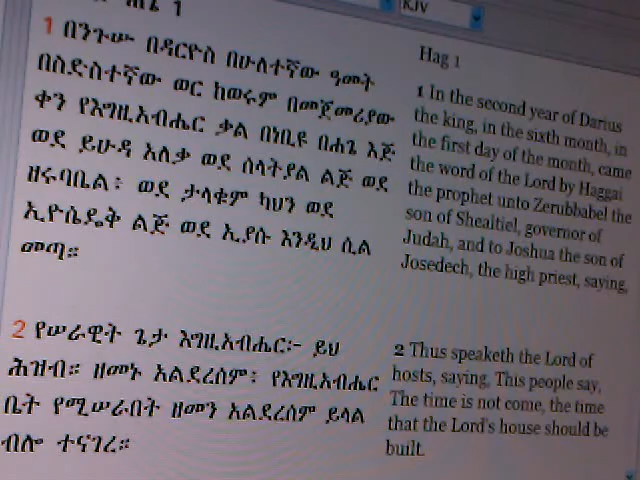 ሐጌ 1
KJV
1 በንጉሡ በዳርዮስ በሁለተኛው ዓመት
በስድስተኛው ወር ከወሩም በመጀመሪያው
ቀን የእግዚአብሔር ቃል በነቢዩ በሐጌ እጅ
ወደ ይሁዳ አለቃ ወደ ሰላትያል ልጅ ወደ
ዘሩባቤል፥ ወደ ታላቁም ካህን ወደ
ኢዮሴዴቅ ልጅ ወደ ኢያሱ እንዲህ ሲል
መጣ።
2 የሠራዊት ጌታ እግዚአብሔር፦ ይህ
ሕዝብ። ዘመኑ አልደረሰም፥ የእግዚአብሔር
ቤት የሚሠራበት ዘመን አልደረሰም ይላል
ብሎ ተናገረ።
Hag 1
1 In the second year of Darius
the king, in the sixth month, in
the first day of the month, came
the word of the Lord by Haggai
the prophet unto Zerubbabel the
son of Shealtiel, governor of
Judah, and to Joshua the son of
Josedech, the high priest, saying,
2 Thus speaketh the Lord of
hosts, saying, This people say,
The time is not come, the time
that the Lord's house should be
built.